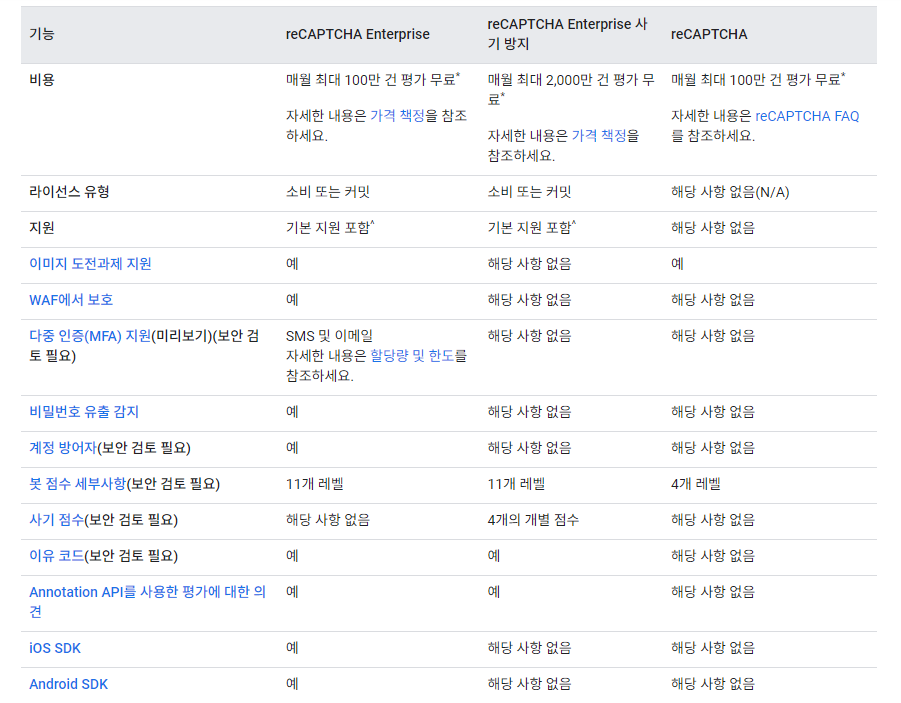 기능 reCAPTCHA Enterprise reCAPTCHA Enterprise 사
기 방지 reCAPTCHA
비용 매월 최대 100만 건 평가 무료* 매월 최대 2,000만 건 평가 무
료* 매월 최대 100만 건 평가 무료*
자세한 내용은 가격 책정을 참조
하세요. 자세한 내용은 가격 책정을
참조하세요. 자세한 내용은 reCAPTCHA FAQ
를 참조하세요.
라이선스 유형 소비 또는 커밋 소비 또는 커밋 해당 사항 없음(N/A)
지원 기본 지원 포함^ 기본 지원 포함^ 해당 사항 없음
이미지 도전과제 지원 예 해당 사항 없음 예
WAF에서 보호 예 해당 사항 없음 해당 사항 없음
다중 인증(MFA) 지원(미리보기)(보안 검
토 필요) SMS 및 이메일
자세한 내용은 할당량 및 한도를
참조하세요. 해당 사항 없음 해당 사항 없음
비밀번호 유출 감지 예 해당 사항 없음 해당 사항 없음
계정 방어자(보안 검토 필요) 예 해당 사항 없음 해당 사항 없음
봇 점수 세부사항(보안 검토 필요) 11개 레벨 11개 레벨 4개 레벨
사기 점수(보안 검토 필요) 해당 사항 없음 4개의 개별 점수 해당 사항 없음
이유 코드(보안 검토 필요) 예 예 해당 사항 없음
Annotation API를 사용한 평가에 대한 의
견 예 예 해당 사항 없음
iOS SDK 예 해당 사항 없음 해당 사항 없음
Android SDK 예 해당 사항 없음 해당 사항 없음